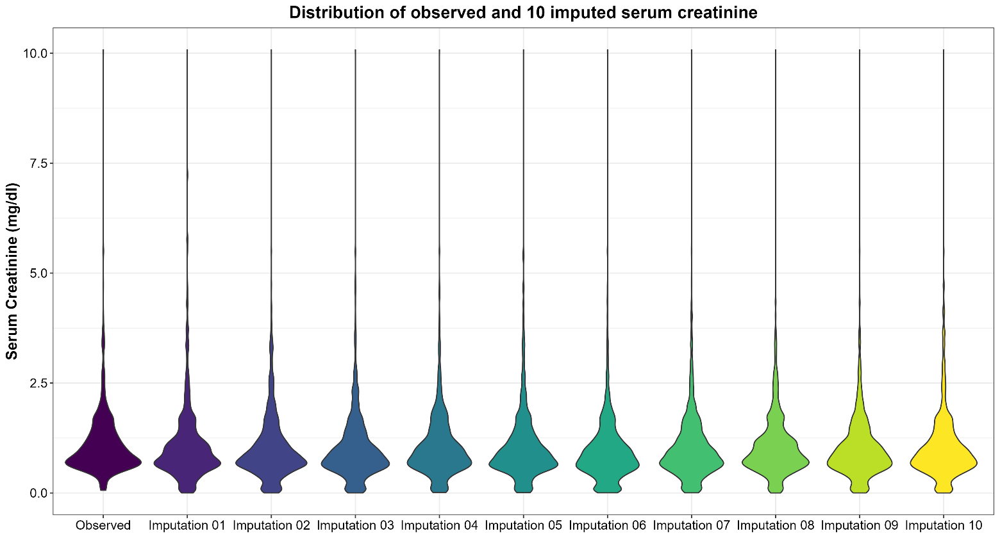 Distribution of observed and 10 imputed serum creatinine
Serum Creatinine (mg/dl)
10.0
7.5
5.0
2.5
0.0
Observed Imputation 01 Imputation 02 Imputation 03 Imputation 04 Imputation 05 Imputation 06 Imputation 07 Imputation 08 Imputation 09 Imputation 10